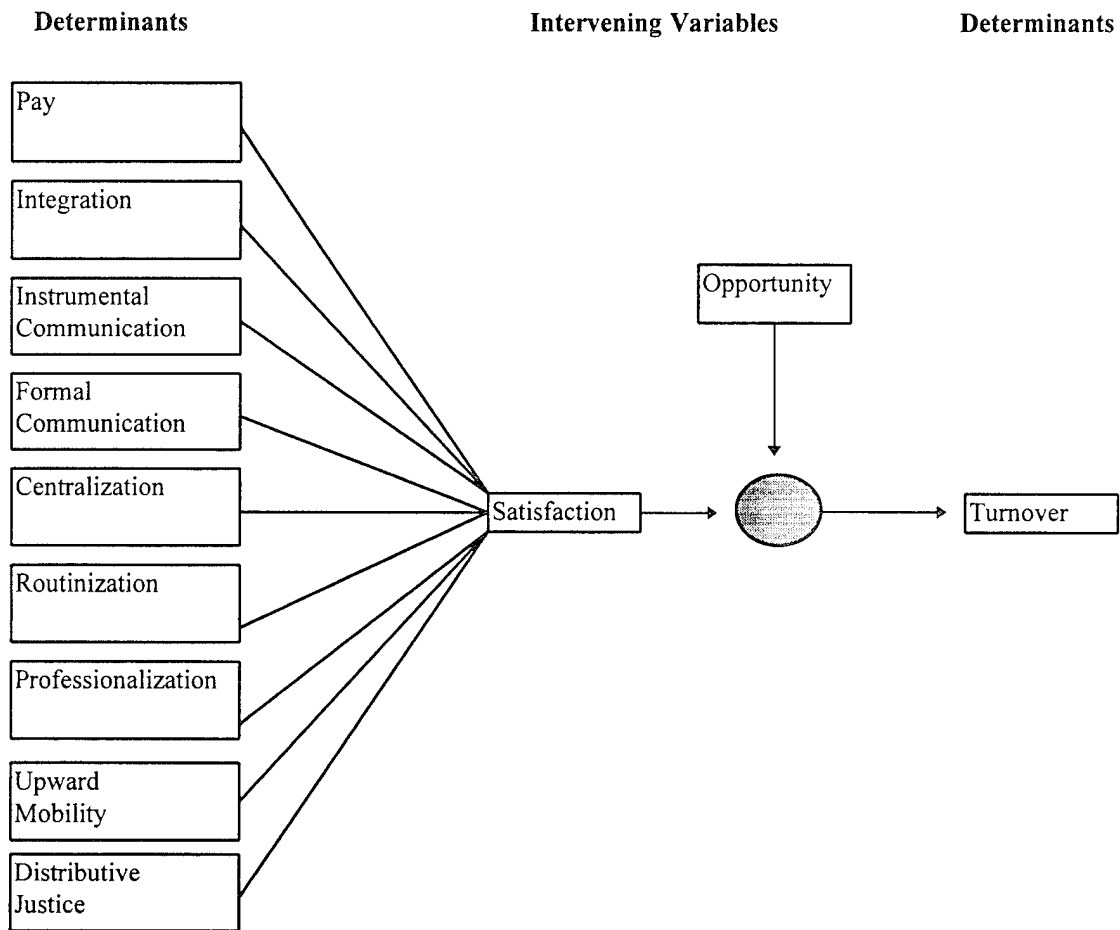 Determinants
Intervening Variables
Determinants
Pay
Integration
Instrumental
Communication
Formal
Communication
Centralization
Routinization
Professionalization
Upward
Mobility
Distributive
Justice
Opportunity
Satisfaction
Turnover